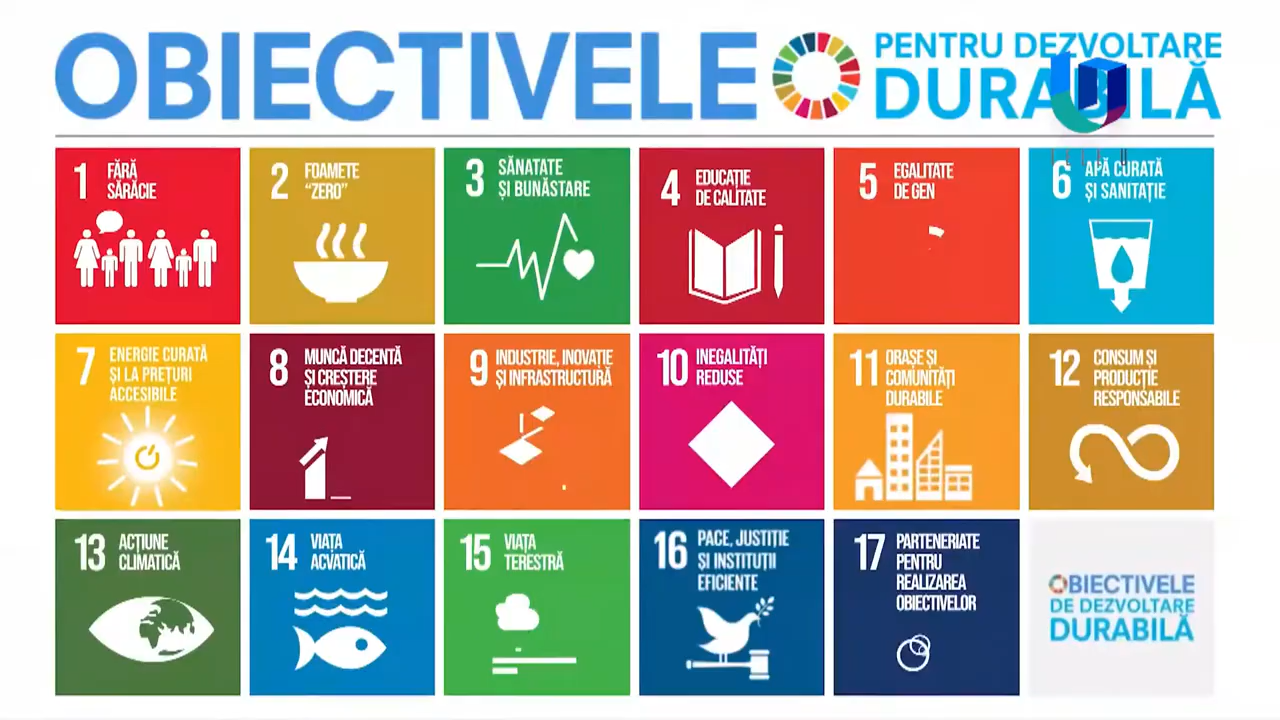 OBIECTIVELE
PENTRU DEZVOLTARE
DURABILĂ
1 FĂRĂ
SĂRĂCIE
2 FOAMETE
“ZERO”
3 SĂNATATE
ȘI BUNĂSTARE
4 EDUCAȚIE
DE CALITATE
5 EGALITATE
DE GEN
6 APĂ CURATĂ
ȘI SANITAȚIE
7 ENERGIE CURATĂ
ȘI LA PREȚURI
ACCESIBILE
8 MUNCĂ DECENTĂ
ȘI CREȘTERE
ECONOMICĂ
9 INDUSTRIE, INOVAȚIE
ȘI INFRASTRUCTURĂ
10 INEGALITĂȚI
REDUSE
11 ORAȘE ȘI
COMUNITĂȚI
DURABILE
12 CONSUM ȘI
PRODUCȚIE
RESPONSABILE
13 ACȚIUNE
CLIMATICĂ
14 VIAȚA
ACVATICĂ
15 VIAȚA
TERESTRĂ
16 PACE, JUSTIȚIE
ȘI INSTITUȚII
EFICIENTE
17 PARTENERIATE
PENTRU
REALIZAREA
OBIECTIVELOR
OBIECTIVELE
DE DEZVOLTARE
DURABILĂ